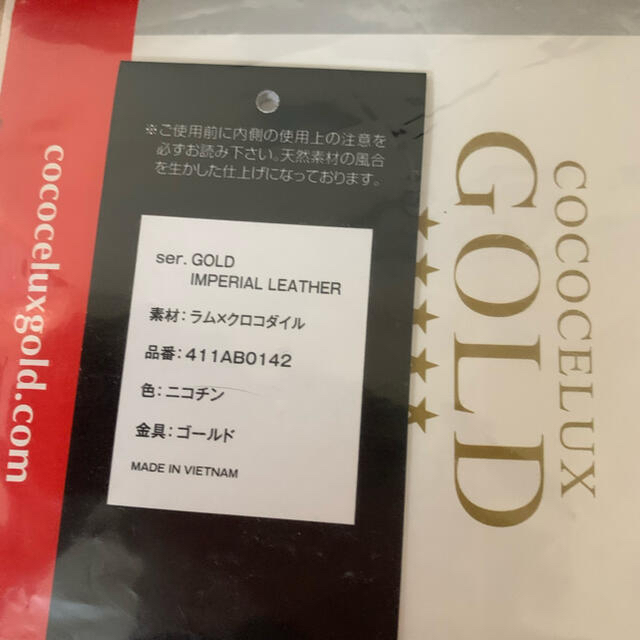 ※ご使用前に内側の使用上の注意を
必ずお読み下さい。天然素材の風合
を生かした仕上げになっております。
ser. GOLD
IMPERIAL LEATHER
素材：ラム×クロコダイル
品番：411AB0142
色：ニコチン
金具：ゴールド
MADE IN VIETNAM
cococeluxgold.com
COCOCELUX
GOLD